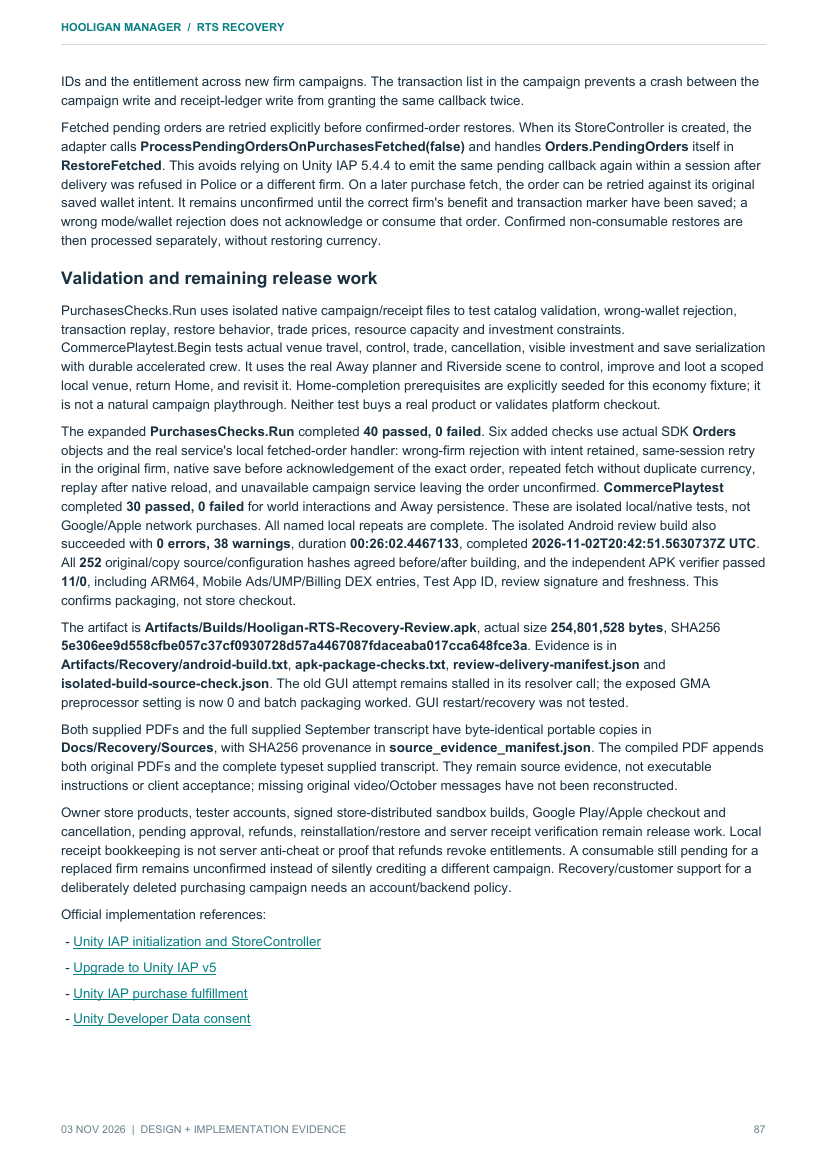 HOOLIGAN MANAGER / RTS RECOVERY
IDs and the entitlement across new firm campaigns. The transaction list in the campaign prevents a crash between the
campaign write and receipt-ledger write from granting the same callback twice.
Fetched pending orders are retried explicitly before confirmed-order restores. When its StoreController is created, the
adapter calls ProcessPendingOrdersOnPurchasesFetched(false) and handles Orders.PendingOrders itself in
RestoreFetched. This avoids relying on Unity IAP 5.4.4 to emit the same pending callback again within a session after
delivery was refused in Police or a different firm. On a later purchase fetch, the order can be retried against its original
saved wallet intent. It remains unconfirmed until the correct firm's benefit and transaction marker have been saved; a
wrong mode/wallet rejection does not acknowledge or consume that order. Confirmed non-consumable restores are
then processed separately, without restoring currency.
Validation and remaining release work
PurchasesChecks.Run uses isolated native campaign/receipt files to test catalog validation, wrong-wallet rejection,
transaction replay, restore behavior, trade prices, resource capacity and investment constraints.
CommercePlaytest.Begin tests actual venue travel, control, trade, cancellation, visible investment and save serialization
with durable accelerated crew. It uses the real Away planner and Riverside scene to control, improve and loot a scoped
local venue, return Home, and revisit it. Home-completion prerequisites are explicitly seeded for this economy fixture; it
is not a natural campaign playthrough. Neither test buys a real product or validates platform checkout.
The expanded PurchasesChecks.Run completed 40 passed, 0 failed. Six added checks use actual SDK Orders
objects and the real service's local fetched-order handler: wrong-firm rejection with intent retained, same-session retry
in the original firm, native save before acknowledgement of the exact order, repeated fetch without duplicate currency,
replay after native reload, and unavailable campaign service leaving the order unconfirmed. CommercePlaytest
completed 30 passed, 0 failed for world interactions and Away persistence. These are isolated local/native tests, not
Google/Apple network purchases. All named local repeats are complete. The isolated Android review build also
succeeded with 0 errors, 38 warnings, duration 00:26:02.4467133, completed 2026-11-02T20:42:51.5630737Z UTC.
All 252 original/copy source/configuration hashes agreed before/after building, and the independent APK verifier passed
11/0, including ARM64, Mobile Ads/UMP/Billing DEX entries, Test App ID, review signature and freshness. This
confirms packaging, not store checkout.
The artifact is Artifacts/Builds/Hooligan-RTS-Recovery-Review.apk, actual size 254,801,528 bytes, SHA256
5e306ee9d558cfbe057c37cf0930728d57a4467087fdaceaba017cca648fce3a. Evidence is in
Artifacts/Recovery/android-build.txt, apk-package-checks.txt, review-delivery-manifest.json and
isolated-build-source-check.json. The old GUI attempt remains stalled in its resolver call; the exposed GMA
preprocessor setting is now 0 and batch packaging worked. GUI restart/recovery was not tested.
Both supplied PDFs and the full supplied September transcript have byte-identical portable copies in
Docs/Recovery/Sources, with SHA256 provenance in source_evidence_manifest.json. The compiled PDF appends
both original PDFs and the complete typeset supplied transcript. They remain source evidence, not executable
instructions or client acceptance; missing original video/October messages have not been reconstructed.
Owner store products, tester accounts, signed store-distributed sandbox builds, Google Play/Apple checkout and
cancellation, pending approval, refunds, reinstallation/restore and server receipt verification remain release work. Local
receipt bookkeeping is not server anti-cheat or proof that refunds revoke entitlements. A consumable still pending for a
replaced firm remains unconfirmed instead of silently crediting a different campaign. Recovery/customer support for a
deliberately deleted purchasing campaign needs an account/backend policy.
Official implementation references:
- Unity IAP initialization and StoreController
- Upgrade to Unity IAP v5
- Unity IAP purchase fulfillment
- Unity Developer Data consent
03 NOV 2026 | DESIGN + IMPLEMENTATION EVIDENCE
87